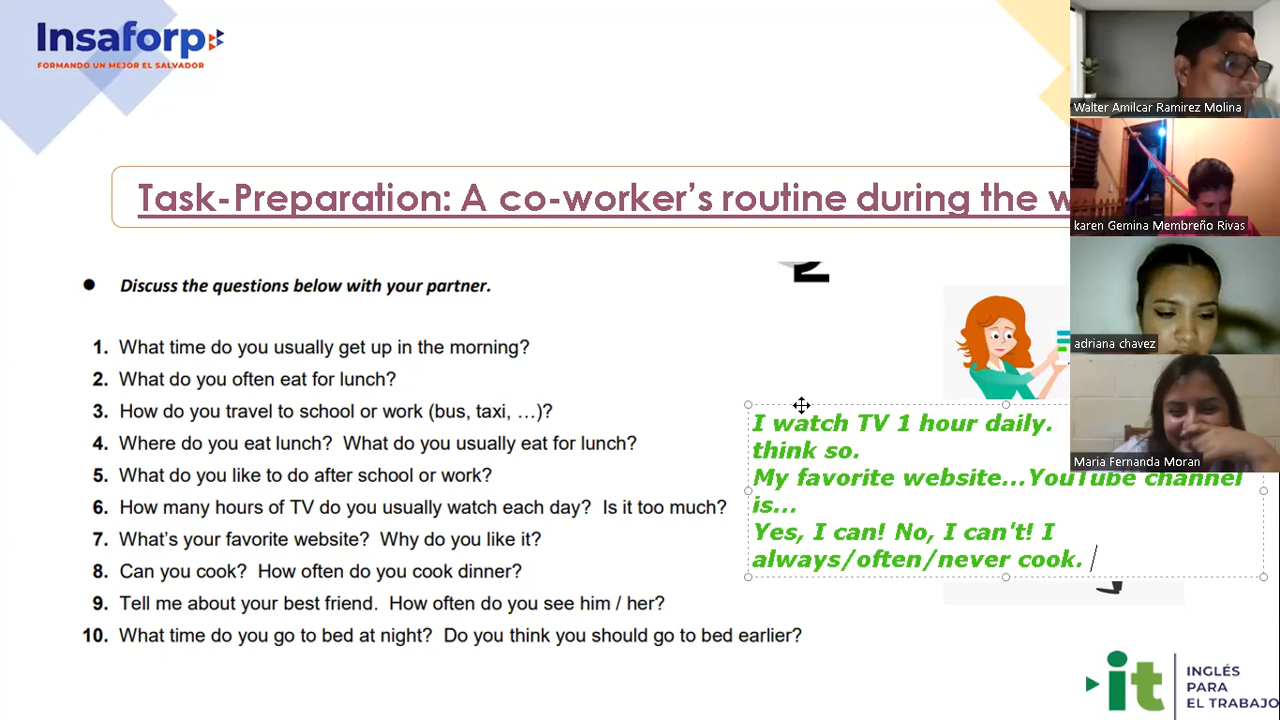 Insaforp
FORMANDO UN MEJOR EL SALVADOR
Task-Preparation: A co-worker's routine during the w
● Discuss the questions below with your partner.
1. What time do you usually get up in the morning?
2. What do you often eat for lunch?
3. How do you travel to school or work (bus, taxi, …)?
4. Where do you eat lunch? What do you usually eat for lunch?
5. What do you like to do after school or work?
6. How many hours of TV do you usually watch each day? Is it too much?
7. What's your favorite website? Why do you like it?
8. Can you cook? How often do you cook dinner?
9. Tell me about your best friend. How often do you see him / her?
10. What time do you go to bed at night? Do you think you should go to bed earlier?
I watch TV 1 hour daily.
think so.
My favorite website...YouTube channel
is...
Yes, I can! No, I can't! I
always/often/never cook.
Walter Amilcar Ramirez Molina
karen Gemina Membreño Rivas
adriana chavez
Maria Fernanda Moran
it
INGLÉS
PARA
EL TRABAJO